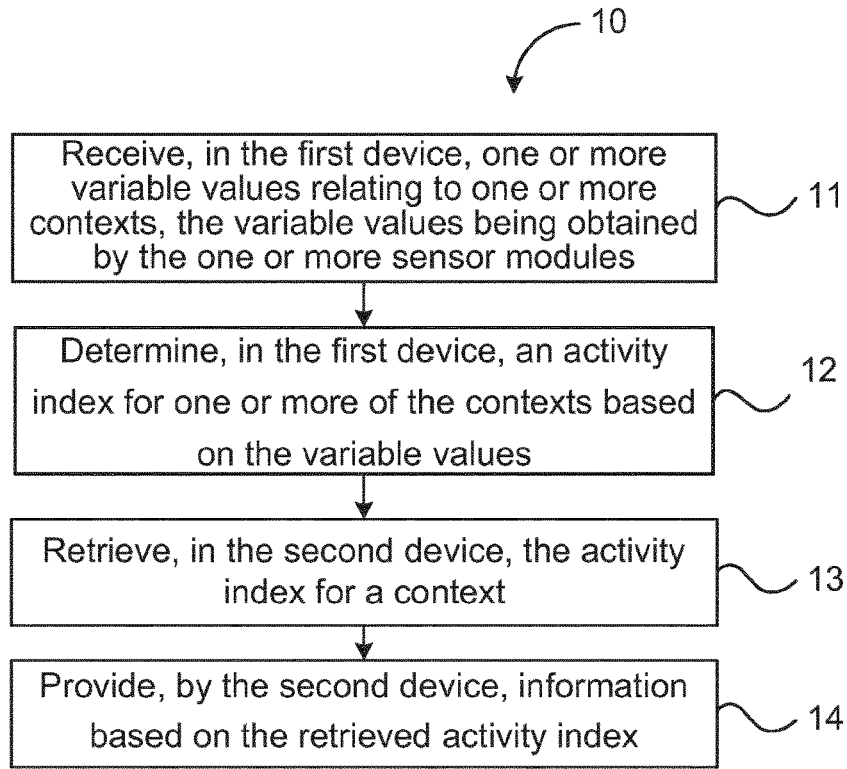 10
Receive, in the first device, one or more
variable values relating to one or more
contexts, the variable values being obtained
by the one or more sensor modules
11
Determine, in the first device, an activity
index for one or more of the contexts based
on the variable values
12
Retrieve, in the second device, the activity
index for a context
13
Provide, by the second device, information
based on the retrieved activity index
14